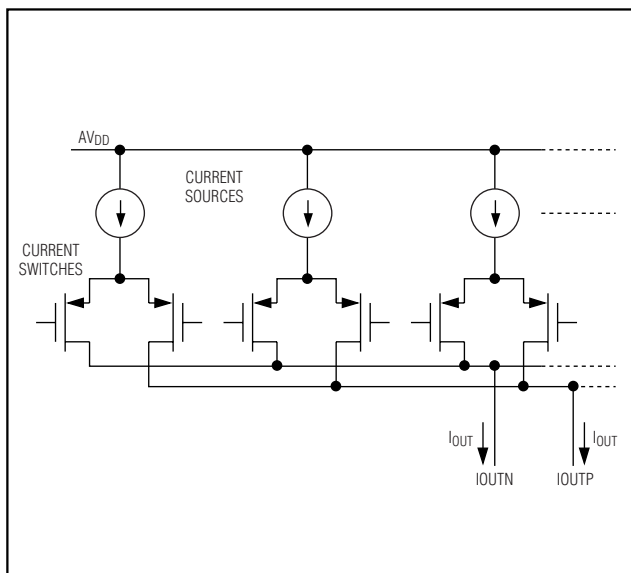 AVDD
CURRENT
SOURCES
CURRENT
SWITCHES
IOUT
IOUT
IOUTN
IOUTP